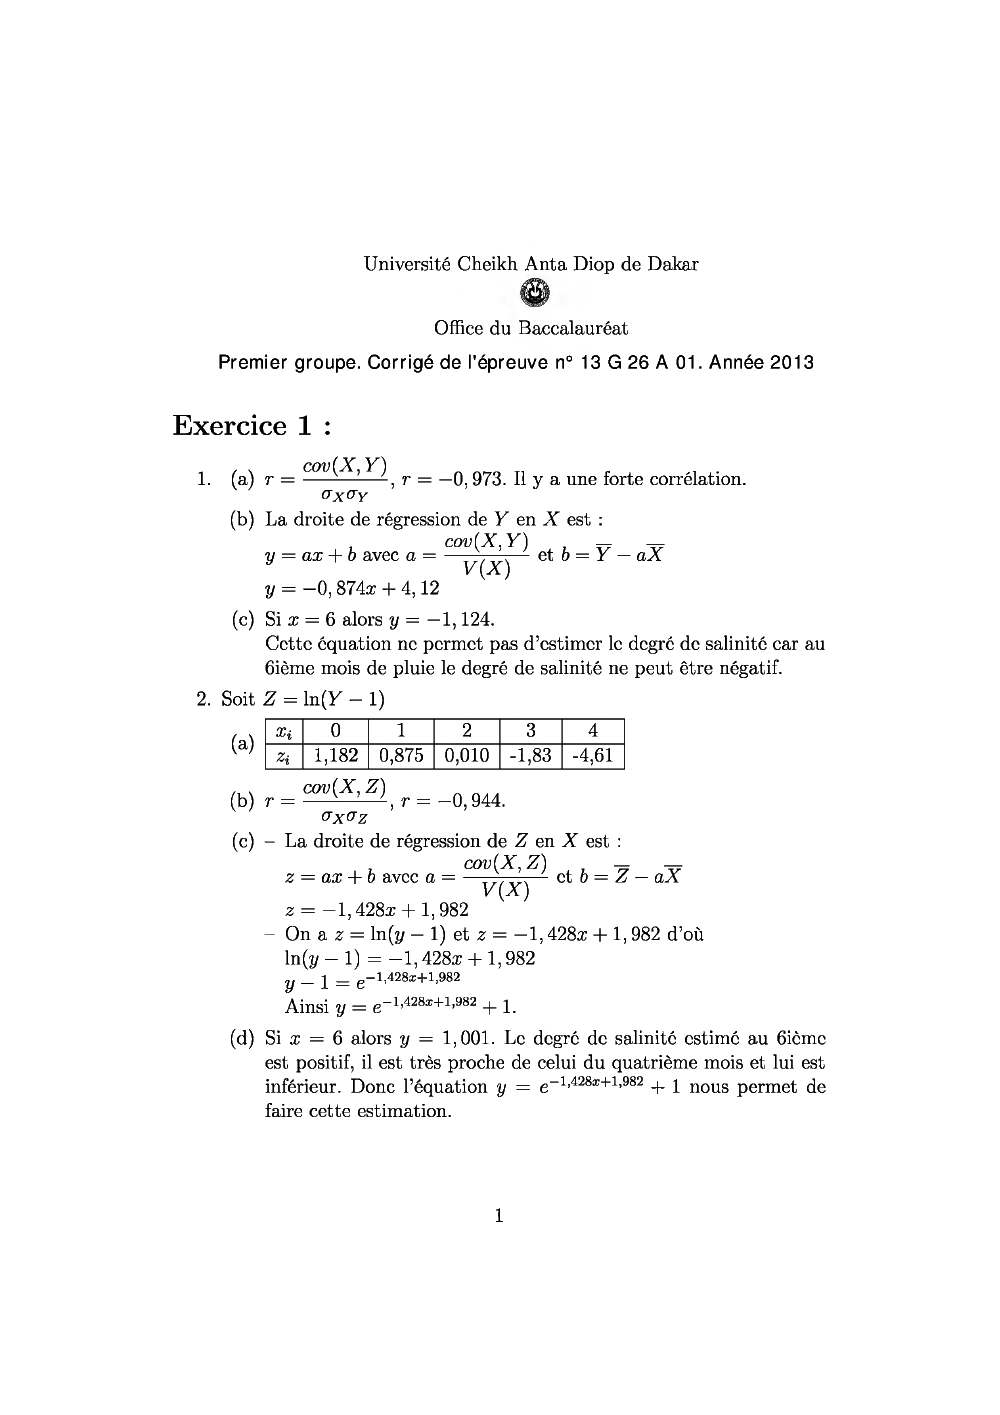 Université Cheikh Anta Diop de Dakar
Office du Baccalauréat
Premier groupe. Corrigé de l'épreuve n° 13 G 26 A 01. Année 2013
Exercice 1 :
1. (a) r = cov(X, Y) / σXσY, r = −0, 973. Il y a une forte corrélation.
(b) La droite de régression de Y en X est :
y = ax + b avec a = cov(X, Y) / V(X) et b = Y̅ − aX̅
y = −0, 874x + 4, 12
(c) Si x = 6 alors y = −1, 124.
Cette équation ne permet pas d'estimer le degré de salinité car au
6ième mois de pluie le degré de salinité ne peut être négatif.
2. Soit Z = ln(Y − 1)
(a) xi 0 1 2 3 4
zi 1,182 0,875 0,010 -1,83 -4,61
(b) r = cov(X, Z) / σXσZ, r = −0, 944.
(c) – La droite de régression de Z en X est :
z = ax + b avec a = cov(X, Z) / V(X) et b = Z̅ − aX̅
z = −1, 428x + 1, 982
– On a z = ln(y − 1) et z = −1, 428x + 1, 982 d'où
ln(y − 1) = −1, 428x + 1, 982
y − 1 = e^−1,428x+1,982
Ainsi y = e^−1,428x+1,982 + 1.
(d) Si x = 6 alors y = 1, 001. Le degré de salinité estimé au 6ième
est positif, il est très proche de celui du quatrième mois et lui est
inférieur. Donc l'équation y = e^−1,428x+1,982 + 1 nous permet de
faire cette estimation.
1